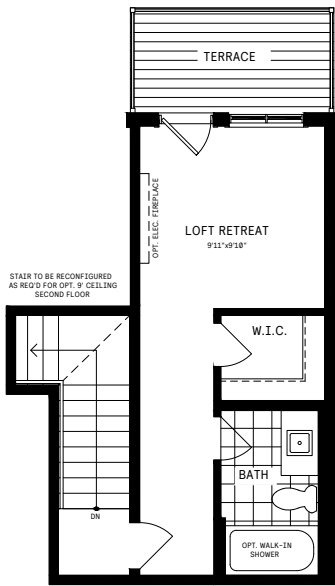 TERRACE
OPT. ELEC. FIREPLACE
LOFT RETREAT
9'11"x9'10"
STAIR TO BE RECONFIGURED
AS REQ'D FOR OPT. 9' CEILING
SECOND FLOOR
W.I.C.
BATH
DN
OPT. WALK-IN
SHOWER